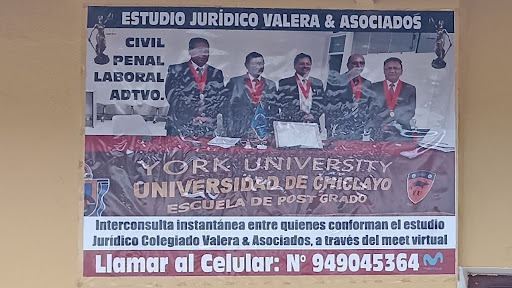 ESTUDIO JURÍDICO VALERA & ASOCIADOS
CIVIL
PENAL
LABORAL
ADTVO.
YORK UNIVERSITY
UNIVERSIDAD DE CHICLAYO
ESCUELA DE POST GRADO
Interconsulta instantánea entre quienes conforman el estudio
Jurídico Colegiado Valera & Asociados, a través del meet virtual
Llamar al Celular: N° 949045364